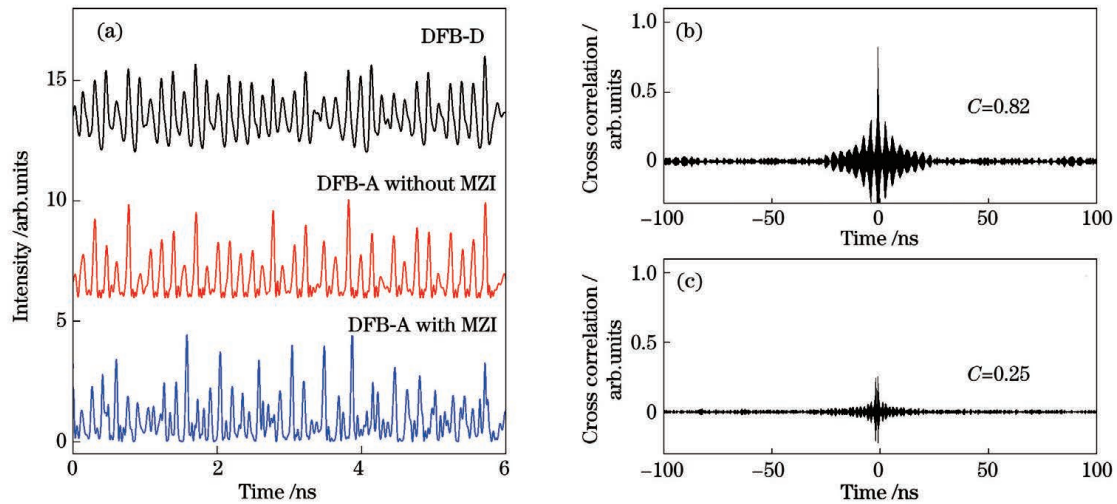 (a)
DFB-D
15
DFB-A without MZI
10
DFB-A with MZI
5
0
0 2 4 6
Time /ns
Intensity /arb.units
(b)
1.0
0.5
0
C=0.82
−100 −50 0 50 100
Time /ns
Cross correlation /
arb.units
(c)
1.0
0.5
0
C=0.25
−100 −50 0 50 100
Time /ns
Cross correlation /
arb.units